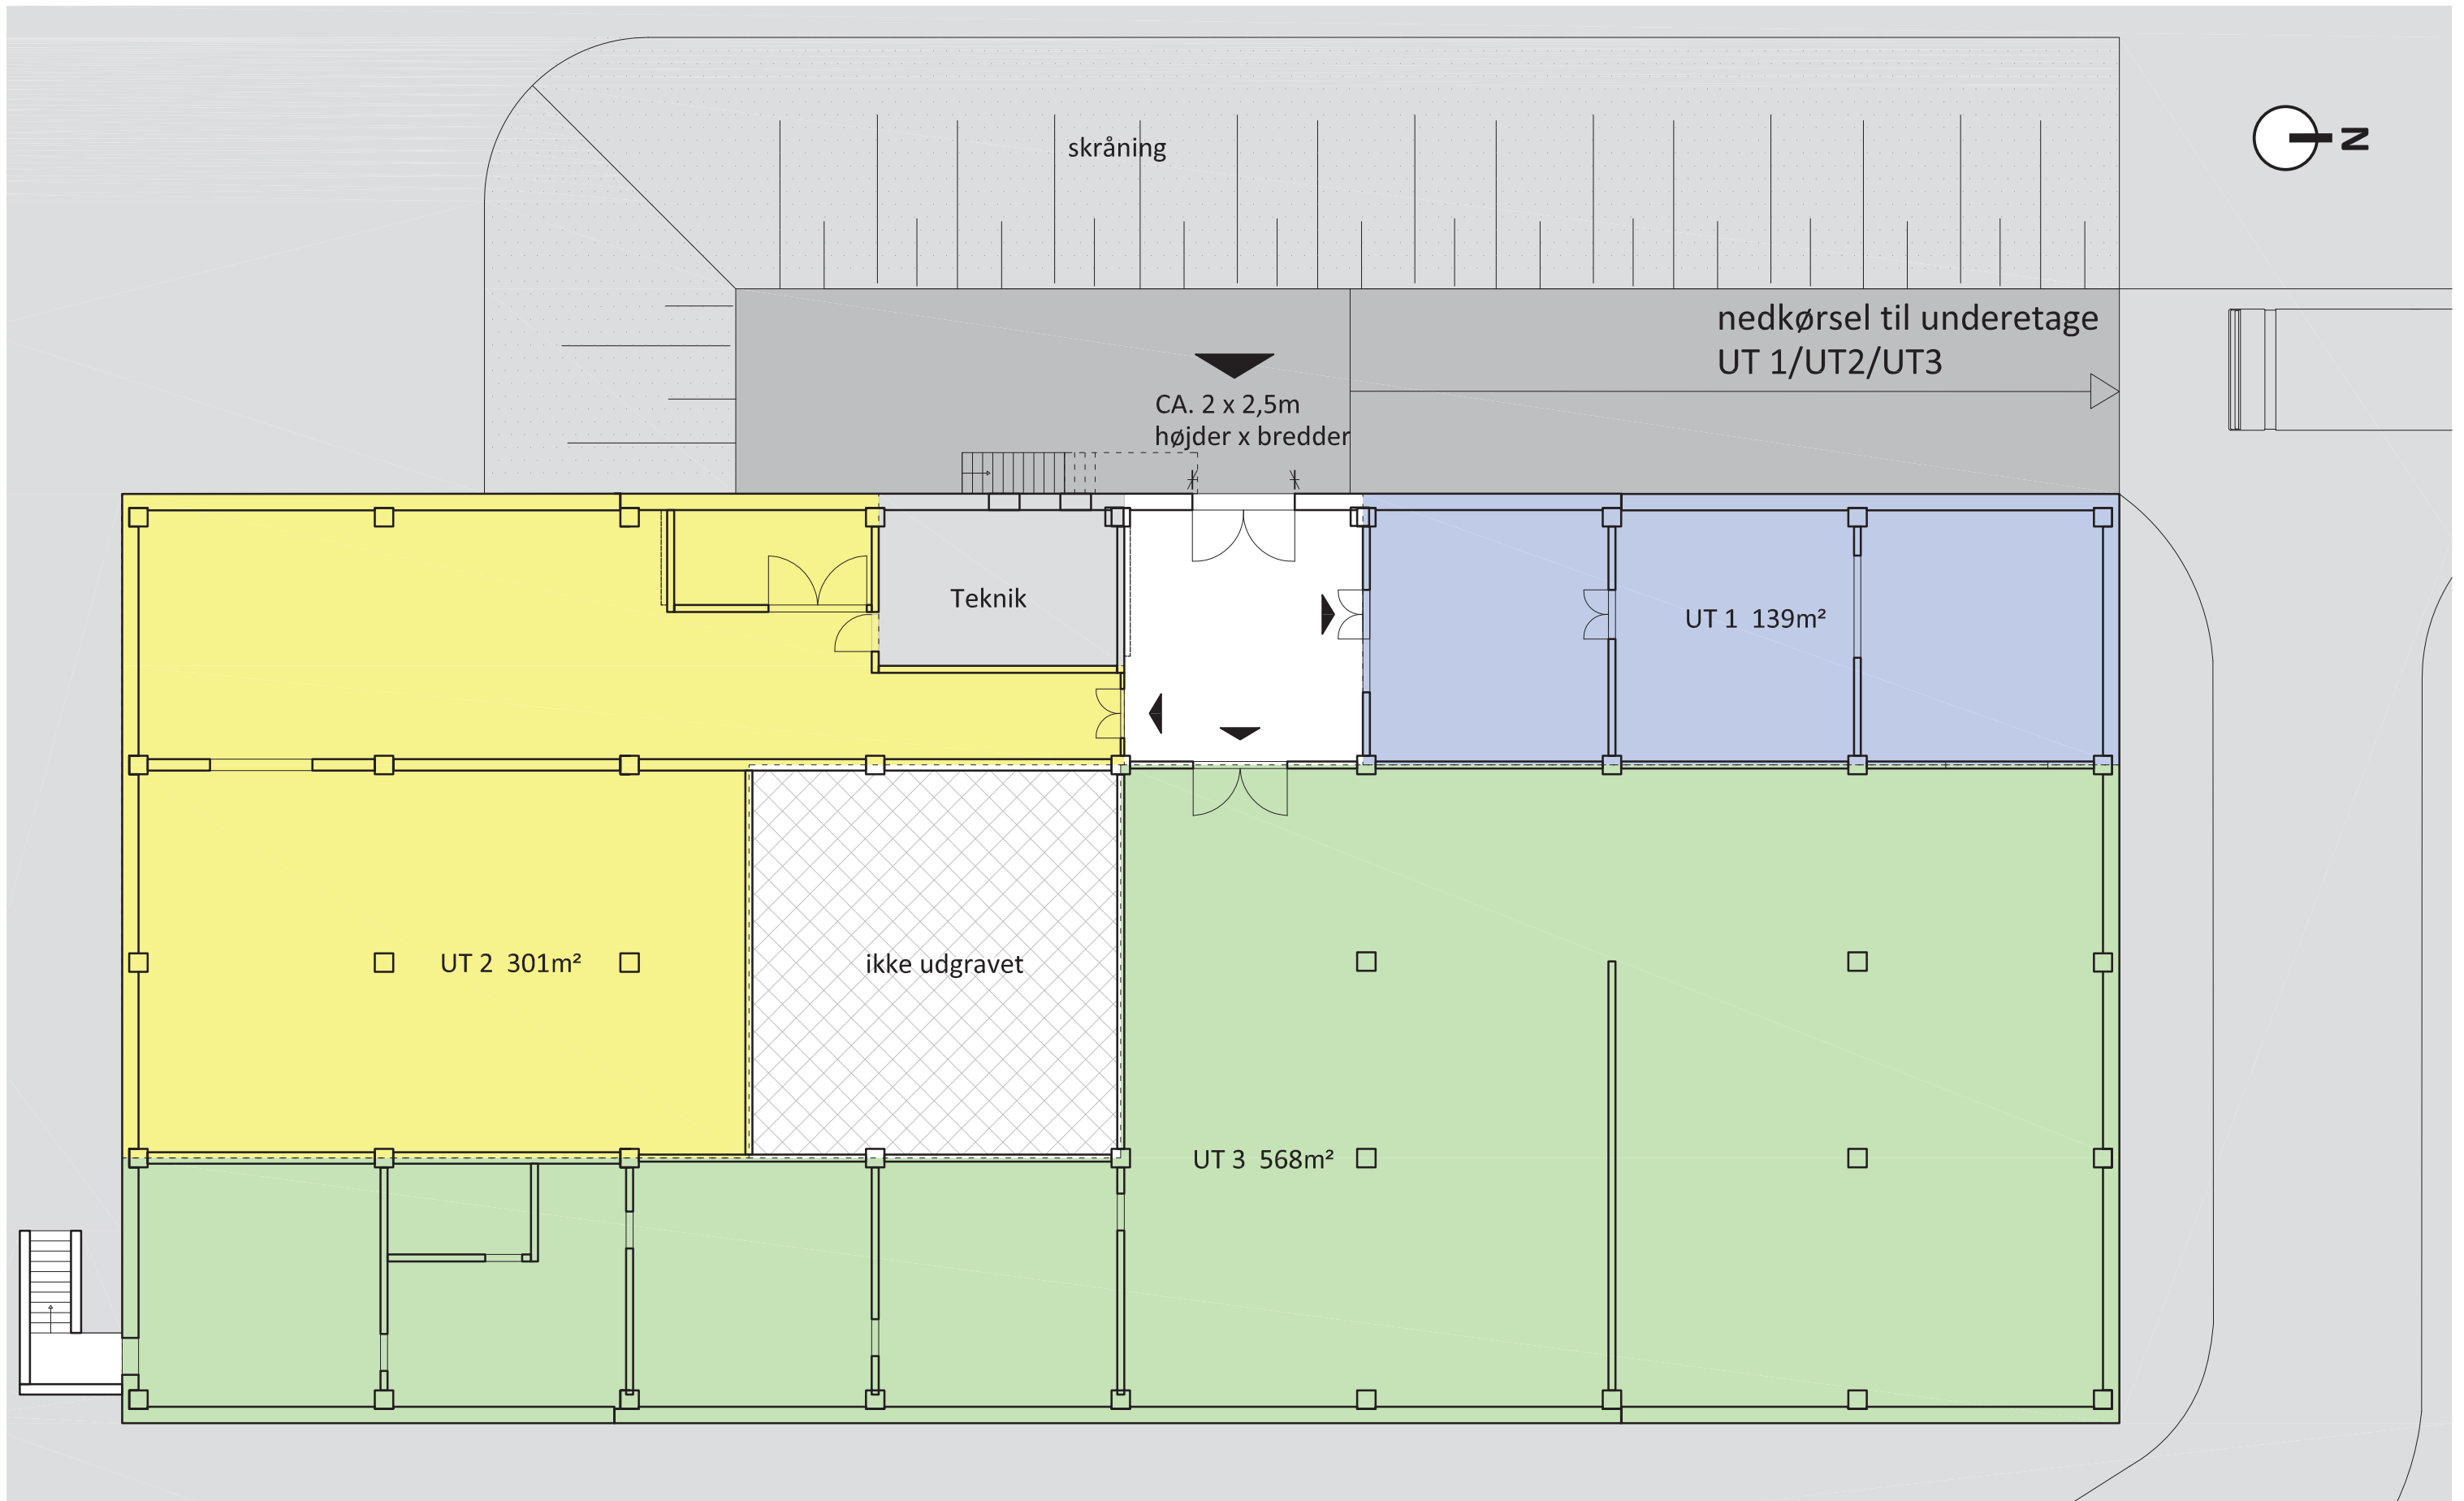 N
skråning
nedkørsel til underetage
UT 1/UT2/UT3
CA. 2 x 2,5m
højder x bredder
Teknik
UT 1 139m²
UT 2 301m²
ikke udgravet
UT 3 568m²